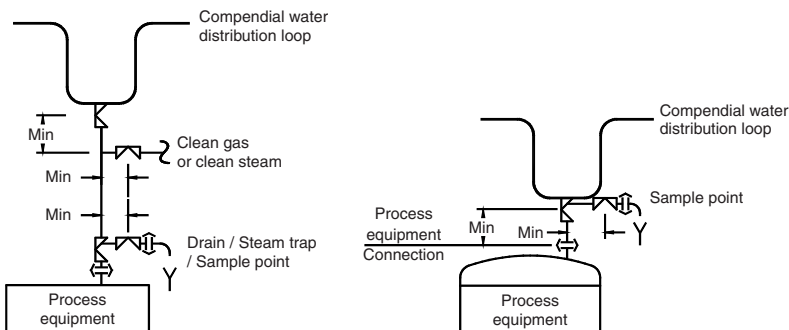 Compendial water
distribution loop
Min
Clean gas
or clean steam
Min
Min
Drain / Steam trap
/ Sample point
Process
equipment
Compendial water
distribution loop
Sample point
Process
equipment
Connection
Min
Min
Process
equipment